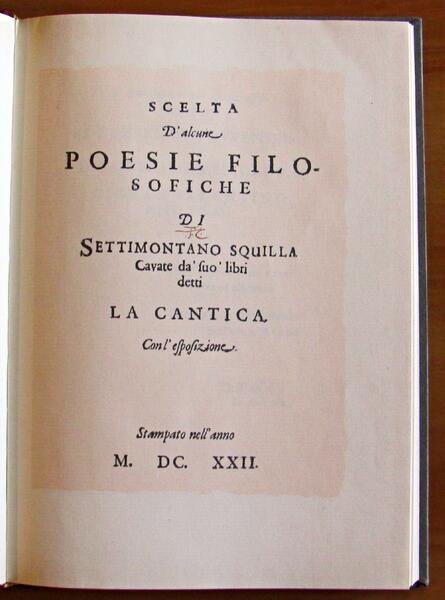 SCELTA
D'alcune
POESIE FILO-
SOFICHE
DI
SETTIMONTANO SQUILLA
Cavate da' ſuo' libri
detti
LA CANTICA.
Con l'eſpoſizione.
Stampato nell'anno
M. DC. XXII.